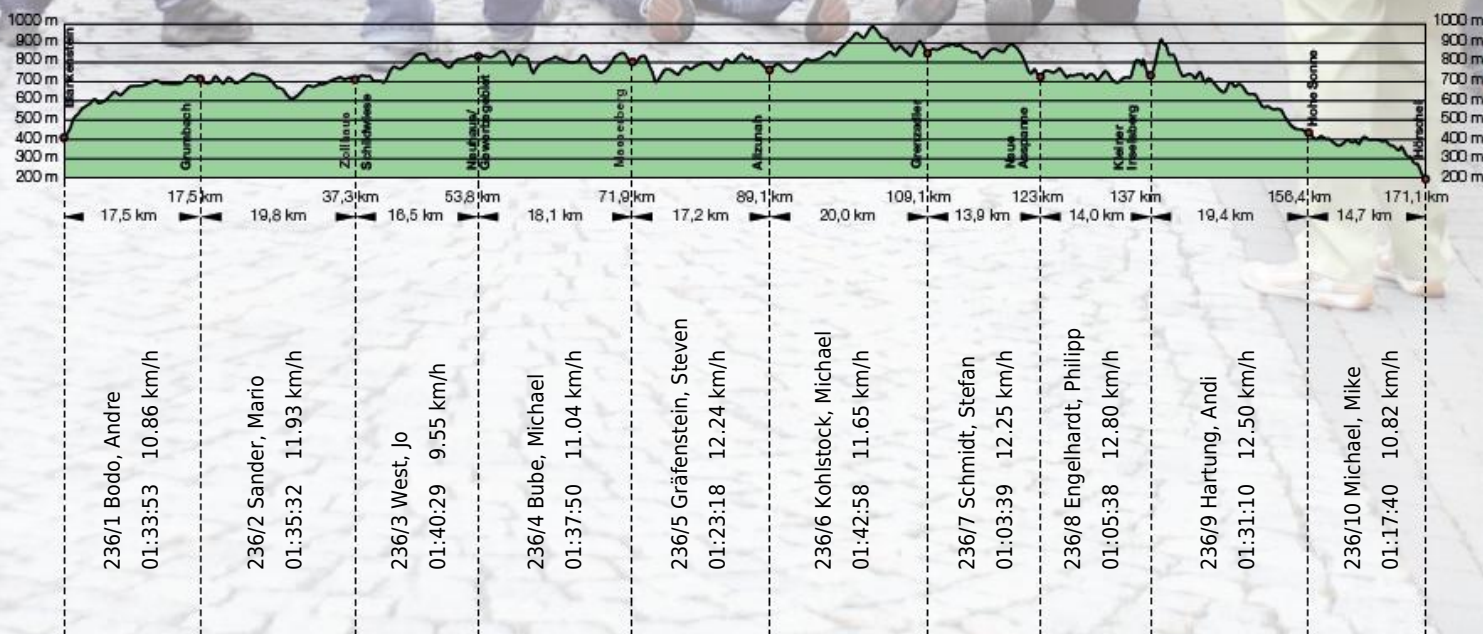 1000 m 1000 m
900 m 900 m
800 m 800 m
700 m 700 m
600 m 600 m
500 m 500 m
400 m 400 m
300 m 300 m
200 m 200 m
Blankenstein
Grumbach
Zollhaus
Schildwiese
Neuhaus/
Masserberg
Allzunah
Grenzadler
Neue
Ausspanne
Kleiner
Inselsberg
Hohe Sonne
Hörschel
17,5 km 37,3 km 53,8 km 71,9 km 89,1 km 109,1 km 123 km 137 km 156,4 km 171,1 km
17,5 km 19,8 km 16,5 km 18,1 km 17,2 km 20,0 km 13,9 km 14,0 km 19,4 km 14,7 km
236/1 Bodo, Andre
01:33:53 10.86 km/h
236/2 Sander, Mario
01:35:32 11.93 km/h
236/3 West, Jo
01:40:29 9.55 km/h
236/4 Bube, Michael
01:37:50 11.04 km/h
236/5 Gräfenstein, Steven
01:23:18 12.24 km/h
236/6 Kohlstock, Michael
01:42:58 11.65 km/h
236/7 Schmidt, Stefan
01:03:39 12.25 km/h
236/8 Engelhardt, Philipp
01:05:38 12.80 km/h
236/9 Hartung, Andi
01:31:10 12.50 km/h
236/10 Michael, Mike
01:17:40 10.82 km/h